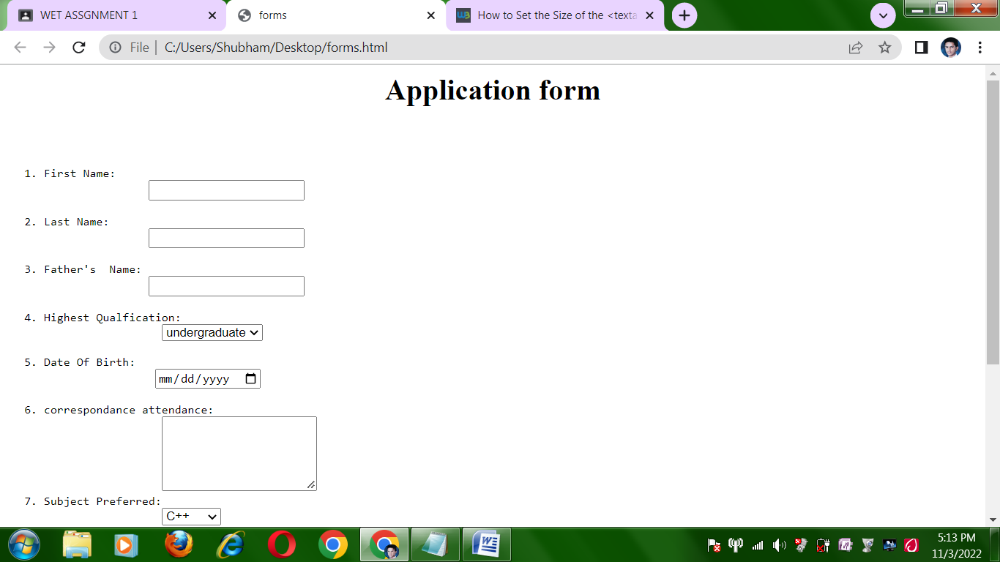 WET ASSGNMENT 1
forms
How to Set the Size of the <texta
File
C:/Users/Shubham/Desktop/forms.html
Application form
1. First Name:
2. Last Name:
3. Father's  Name:
4. Highest Qualfication:
undergraduate
5. Date Of Birth:
mm/dd/yyyy
6. correspondance attendance:
7. Subject Preferred:
C++
5:13 PM
11/3/2022